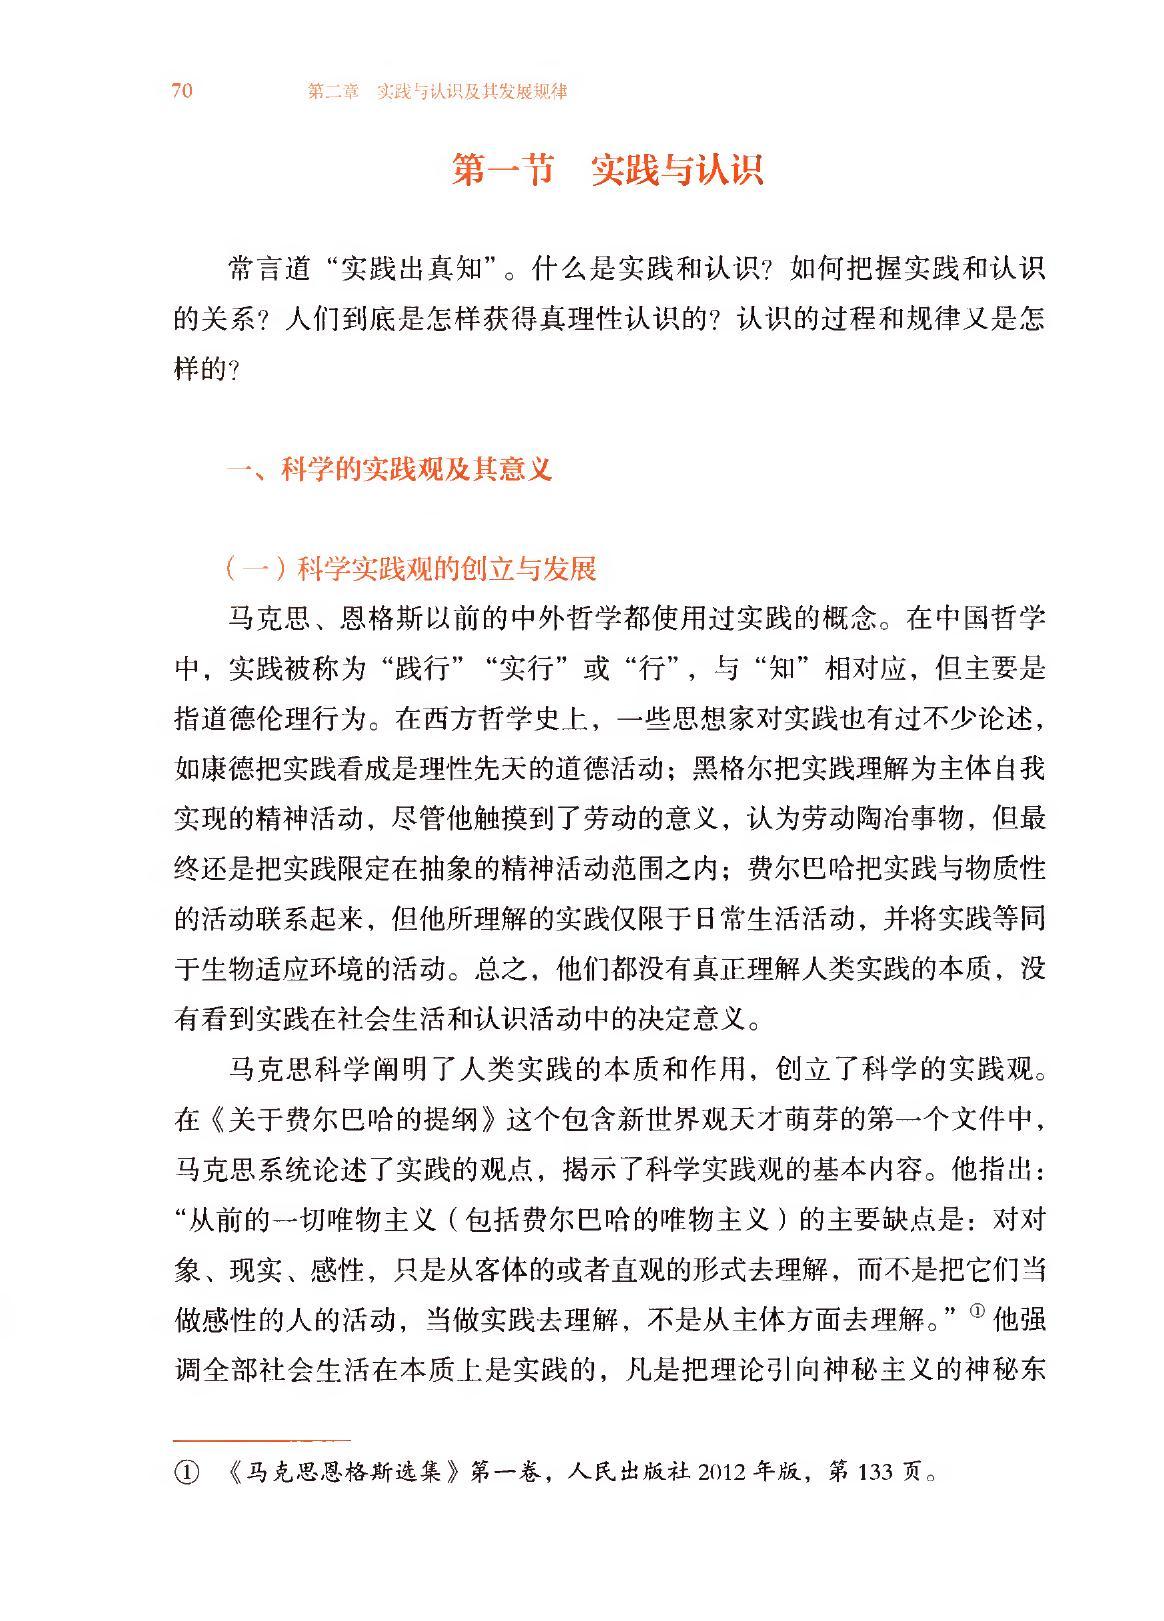 70 第二章 实践与认识及其发展规律
第一节 实践与认识
常言道“实践出真知”。什么是实践和认识？如何把握实践和认识
的关系？人们到底是怎样获得真理性认识的？认识的过程和规律又是怎
样的？
一、科学的实践观及其意义
（一）科学实践观的创立与发展
马克思、恩格斯以前的中外哲学都使用过实践的概念。在中国哲学
中，实践被称为“践行”“实行”或“行”，与“知”相对应，但主要是
指道德伦理行为。在西方哲学史上，一些思想家对实践也有过不少论述，
如康德把实践看成是理性先天的道德活动；黑格尔把实践理解为主体自我
实现的精神活动，尽管他触摸到了劳动的意义，认为劳动陶冶事物，但最
终还是把实践限定在抽象的精神活动范围之内；费尔巴哈把实践与物质性
的活动联系起来，但他所理解的实践仅限于日常生活活动，并将实践等同
于生物适应环境的活动。总之，他们都没有真正理解人类实践的本质，没
有看到实践在社会生活和认识活动中的决定意义。
马克思科学阐明了人类实践的本质和作用，创立了科学的实践观。
在《关于费尔巴哈的提纲》这个包含新世界观天才萌芽的第一个文件中，
马克思系统论述了实践的观点，揭示了科学实践观的基本内容。他指出：
“从前的一切唯物主义（包括费尔巴哈的唯物主义）的主要缺点是：对对
象、现实、感性，只是从客体的或者直观的形式去理解，而不是把它们当
做感性的人的活动，当做实践去理解，不是从主体方面去理解。”①他强
调全部社会生活在本质上是实践的，凡是把理论引向神秘主义的神秘东
① 《马克思恩格斯选集》第一卷，人民出版社 2012 年版，第 133 页。